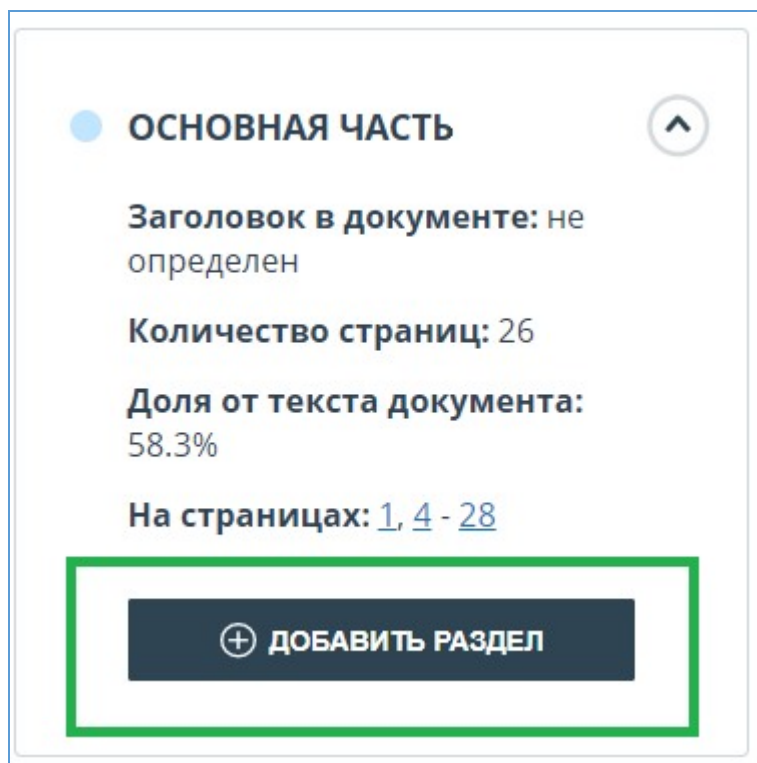 ОСНОВНАЯ ЧАСТЬ
Заголовок в документе: не
определен
Количество страниц: 26
Доля от текста документа:
58.3%
На страницах: 1, 4 - 28
ДОБАВИТЬ РАЗДЕЛ